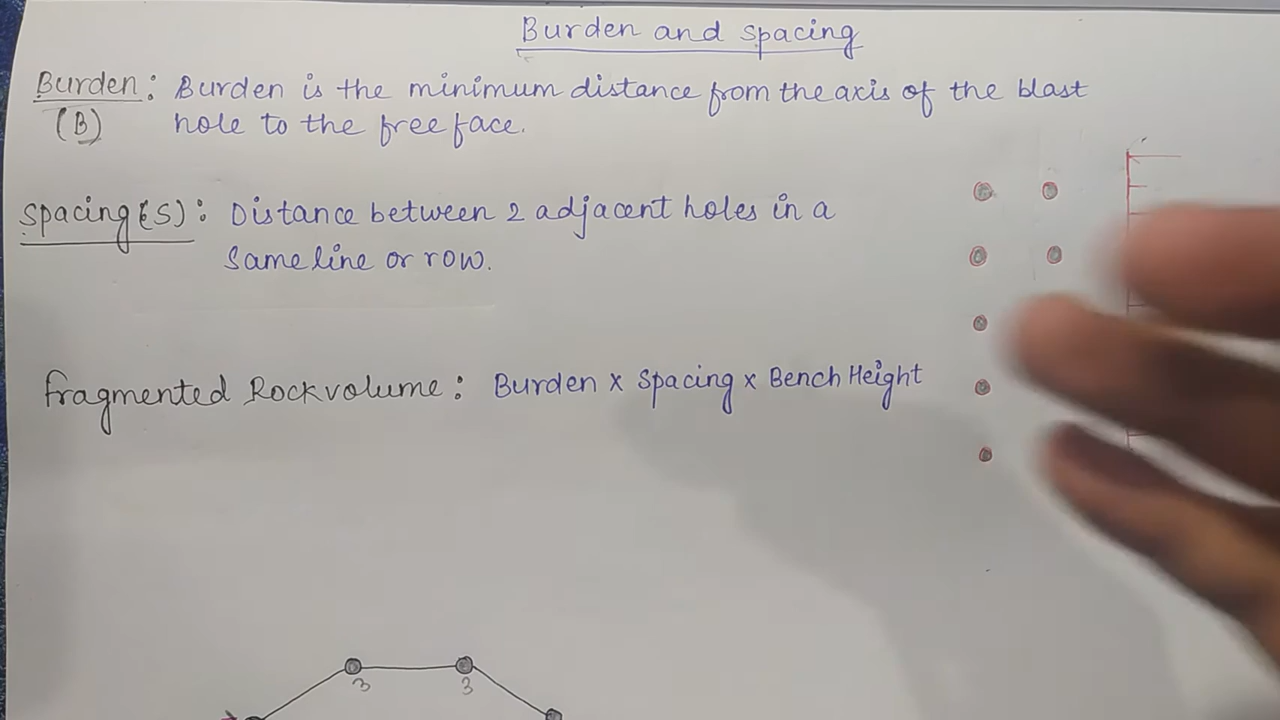 Burden and spacing
Burden: Burden is the minimum distance from the axis of the blast
(B) hole to the free face.
Spacing(S): Distance between 2 adjacent holes in a
Same line or row.
Fragmented Rock volume: Burden x Spacing x Bench Height
3 3